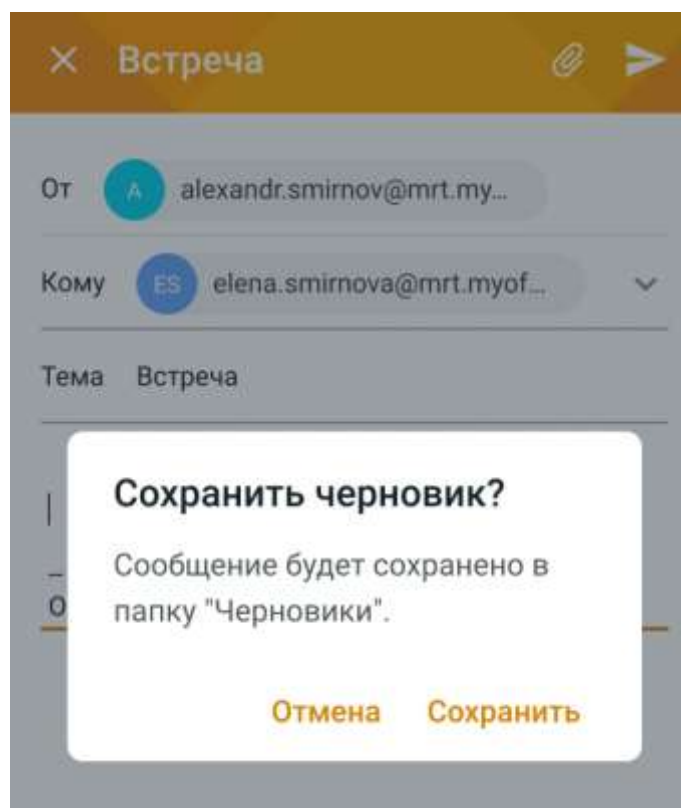 Встреча
От A alexandr.smirnov@mrt.my...
Кому ES elena.smirnova@mrt.myof...
Тема Встреча
Сохранить черновик?
Сообщение будет сохранено в
папку "Черновики".
Отмена Сохранить